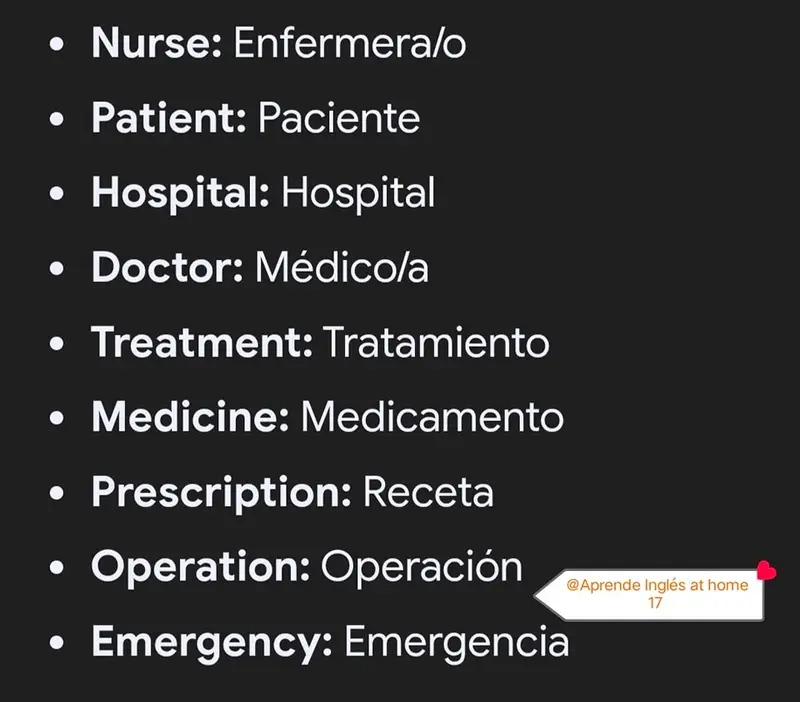 • Nurse: Enfermera/o
• Patient: Paciente
• Hospital: Hospital
• Doctor: Médico/a
• Treatment: Tratamiento
• Medicine: Medicamento
• Prescription: Receta
• Operation: Operación
@Aprende Inglés at home
17
• Emergency: Emergencia